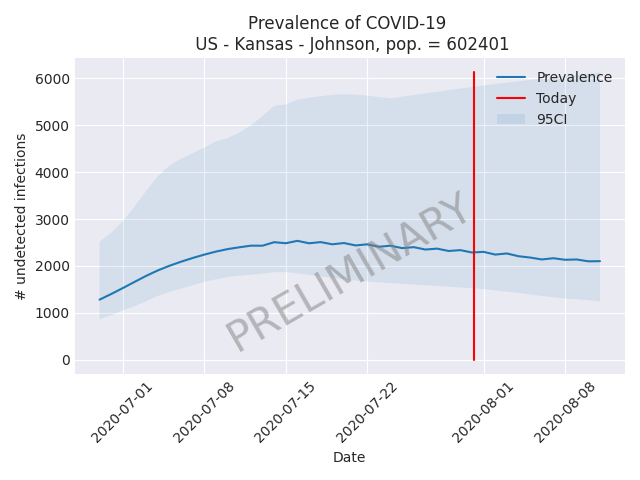 Prevalence of COVID-19
US - Kansas - Johnson, pop. = 602401
6000
5000
4000
3000
2000
1000
0
# undetected infections
Prevalence
Today
95CI
PRELIMINARY
2020-07-01
2020-07-08
2020-07-15
2020-07-22
2020-08-01
2020-08-08
Date